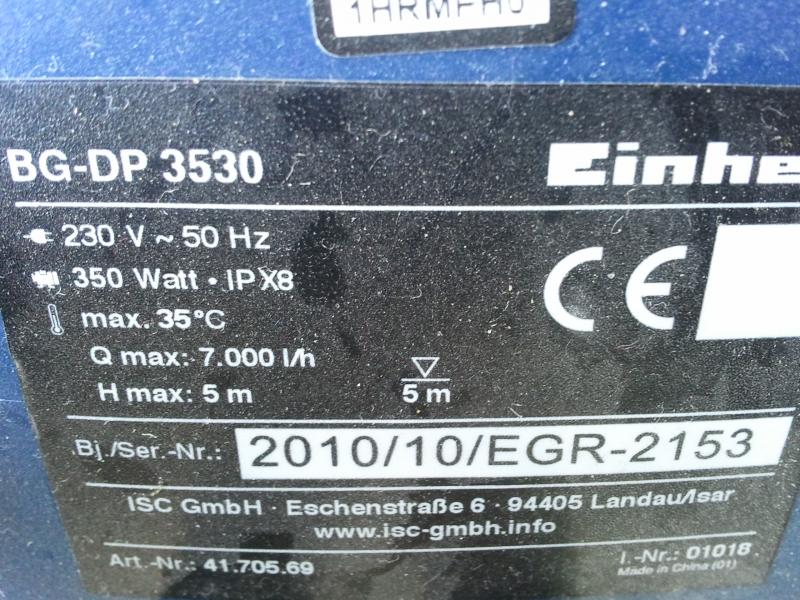 1HRMFH0
BG-DP 3530 Einhe
230 V ~ 50 Hz
350 Watt • IPX8
CE
max. 35°C
Q max: 7.000 l/h
H max: 5 m
5 m
Bj./Ser.-Nr.: 2010/10/EGR-2153
ISC GmbH · Eschenstraße 6 · 94405 Landau/Isar
www.isc-gmbh.info
Art.-Nr.: 41.705.69
I.-Nr.: 01018
Made in China (01)